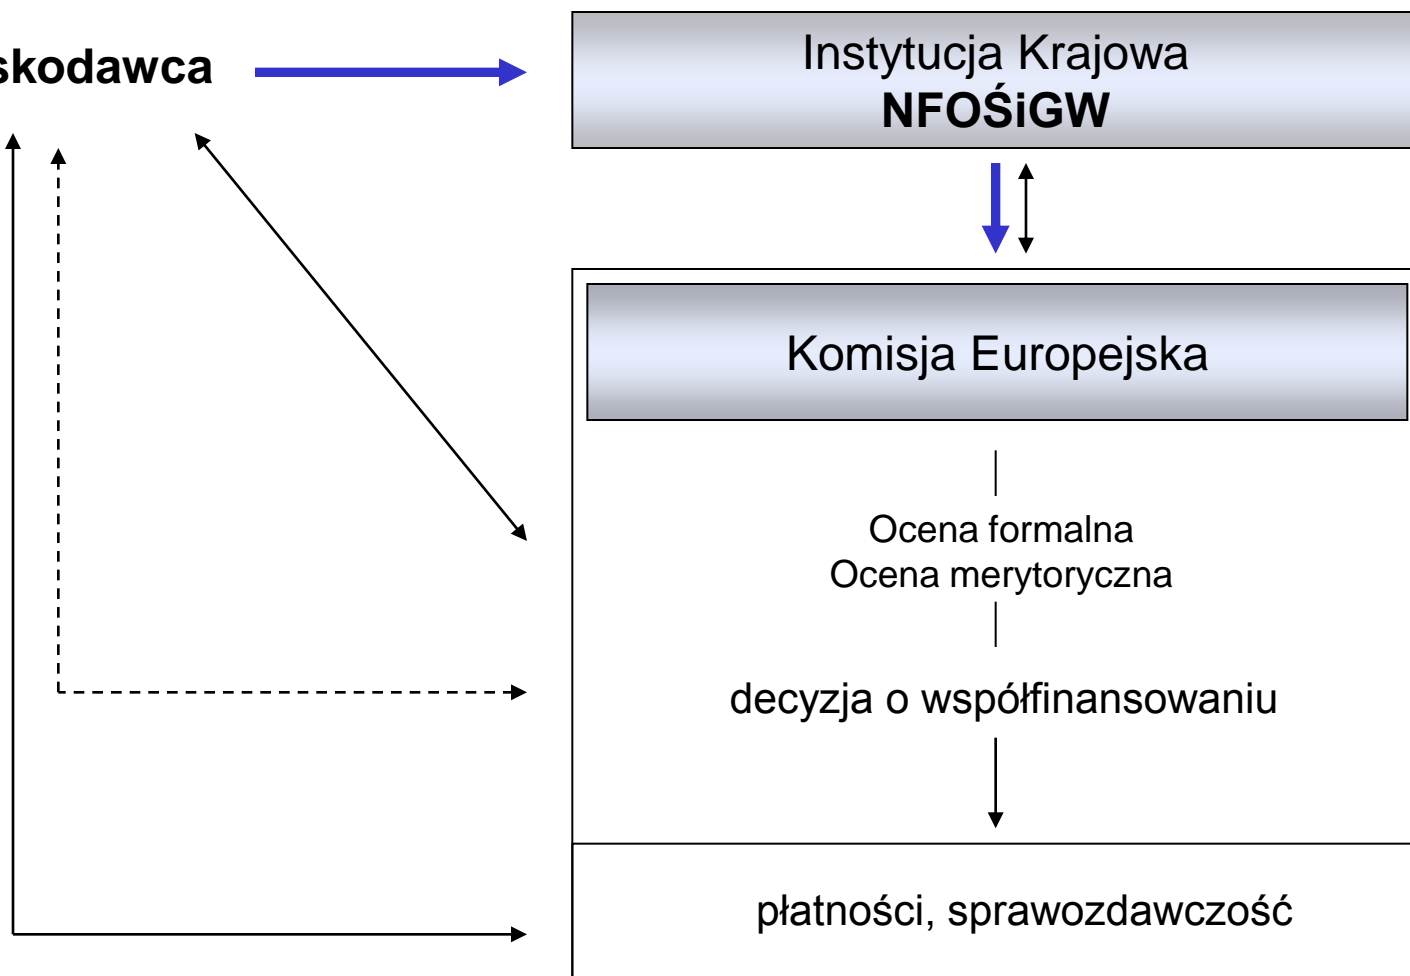 skodawca
Instytucja Krajowa
NFOŚiGW
Komisja Europejska
Ocena formalna
Ocena merytoryczna
decyzja o współfinansowaniu
płatności, sprawozdawczość